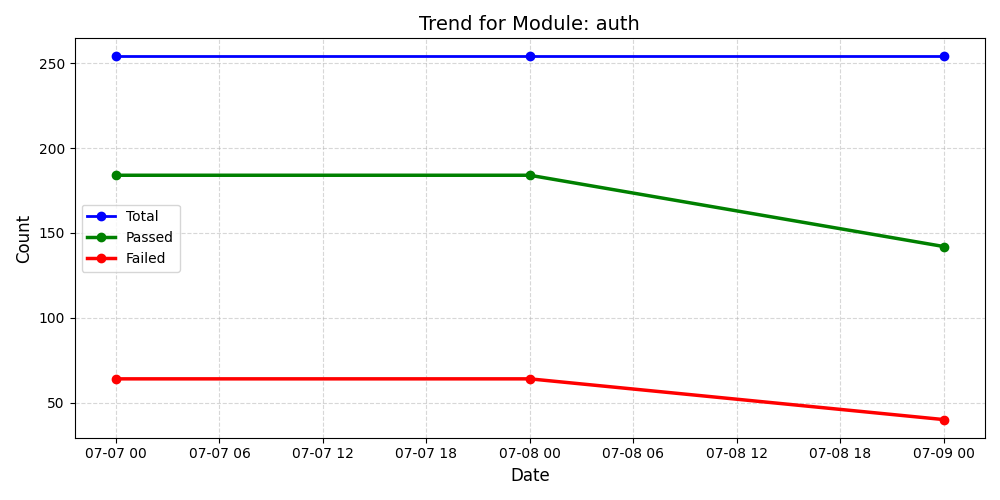 Trend for Module: auth
250
200
150
100
50
Count
Total
Passed
Failed
07-07 00 07-07 06 07-07 12 07-07 18 07-08 00 07-08 06 07-08 12 07-08 18 07-09 00
Date